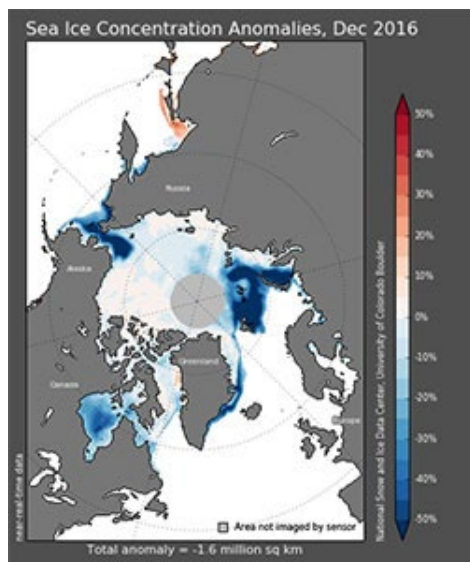 Sea Ice Concentration Anomalies, Dec 2016
50%
40%
30%
20%
10%
0%
-10%
-20%
-30%
-40%
-50%
Russia
Alaska
Canada
Greenland
Europe
National Snow and Ice Data Center, University of Colorado Boulder
near-real-time data
Area not imaged by sensor
Total anomaly = -1.6 million sq km